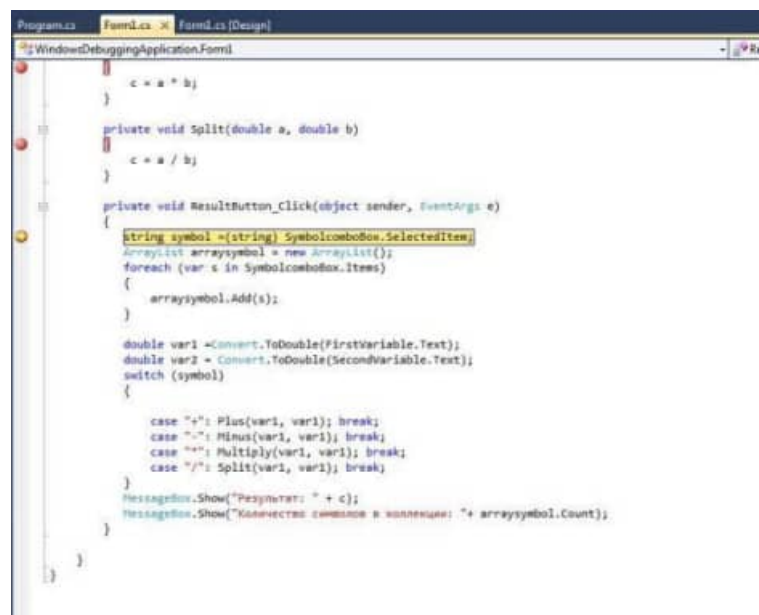 Program.cs Form1.cs × Form1.cs [Design]
WindowsDebuggingApplication.Form1
{
c = a * b;
}
private void Split(double a, double b)
{
c = a / b;
}
private void ResultButton_Click(object sender, EventArgs e)
{
string symbol =(string) SymbolcomboBox.SelectedItem;
ArrayList arraysymbol = new ArrayList();
foreach (var s in SymbolcomboBox.Items)
{
arraysymbol.Add(s);
}
double var1 =Convert.ToDouble(FirstVariable.Text);
double var2 = Convert.ToDouble(SecondVariable.Text);
switch (symbol)
{
case "+": Plus(var1, var1); break;
case "-": Minus(var1, var1); break;
case "*": Multiply(var1, var1); break;
case "/": Split(var1, var1); break;
}
MessageBox.Show("Результат: " + c);
MessageBox.Show("Количество символов в коллекции: "+ arraysymbol.Count);
}
}
}